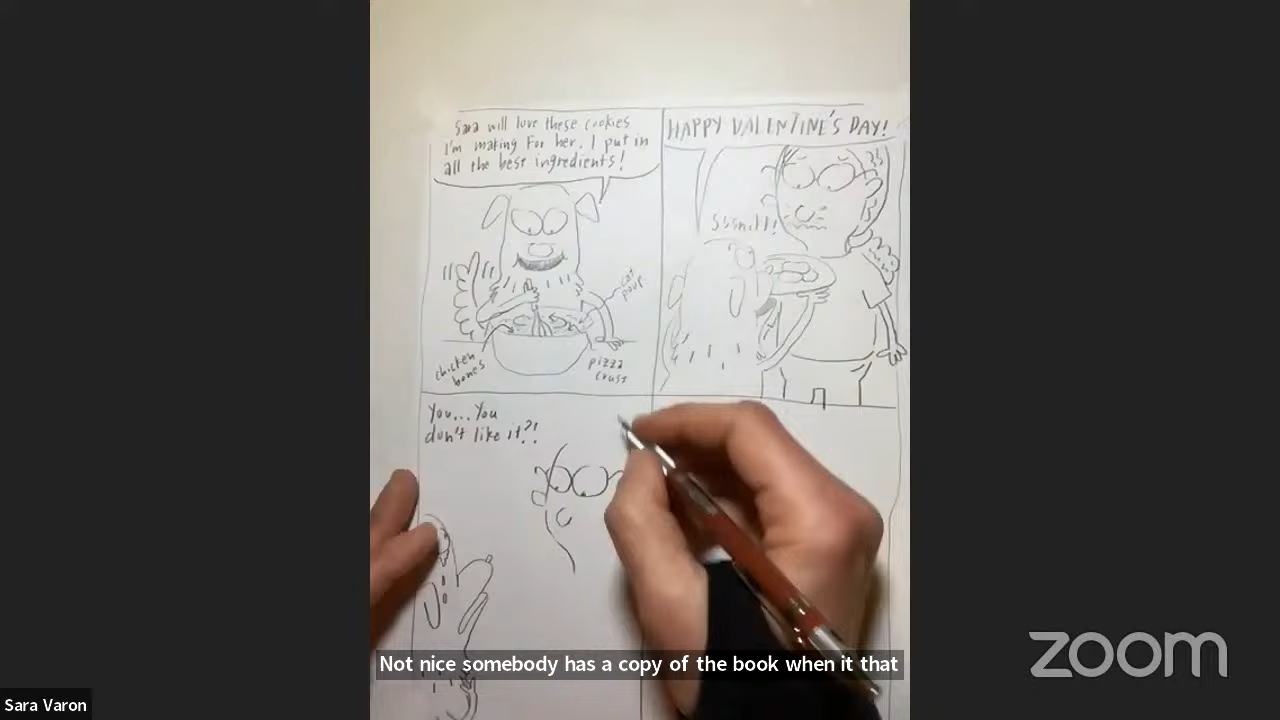 Sara will love these cookies
I'm making for her. I put in
all the best ingredients!
HAPPY VALENTINE'S DAY!
Sssniff!
cat
pour
chicken
bones
pizza
crust
You... You
don't like it?!
Not nice somebody has a copy of the book when it that
zoom
Sara Varon